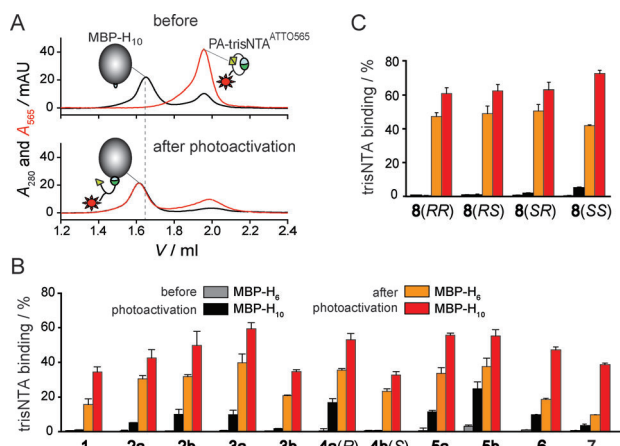 A
before
MBP-H10
PA-trisNTA^ATTO565
40
20
0
A280 and A565 / mAU
after photoactivation
40
20
0
1.2 1.4 1.6 1.8 2.0 2.2 2.4
V / ml
C
trisNTA binding / %
80
60
40
20
0
8(RR) 8(RS) 8(SR) 8(SS)
B
before photoactivation
MBP-H6
MBP-H10
after photoactivation
MBP-H6
MBP-H10
trisNTA binding / %
80
60
40
20
0
1 2a 2b 3a 3b 4a(R) 4b(S) 5a 5b 6 7